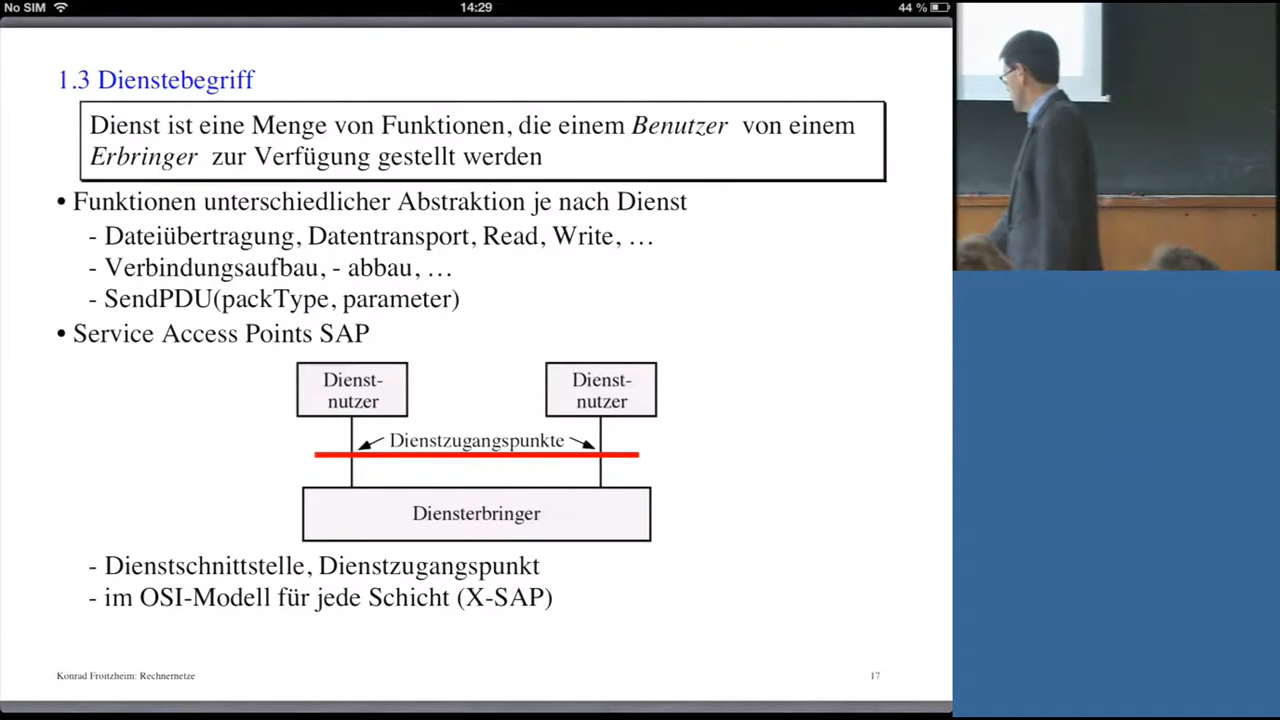 No SIM 14:29 44 %
1.3 Dienstebegriff
Dienst ist eine Menge von Funktionen, die einem Benutzer von einem
Erbringer zur Verfügung gestellt werden
• Funktionen unterschiedlicher Abstraktion je nach Dienst
- Dateiübertragung, Datentransport, Read, Write, …
- Verbindungsaufbau, - abbau, …
- SendPDU(packType, parameter)
• Service Access Points SAP
Dienst-
nutzer
Dienst-
nutzer
Dienstzugangspunkte
Diensterbringer
- Dienstschnittstelle, Dienstzugangspunkt
- im OSI-Modell für jede Schicht (X-SAP)
Konrad Froitzheim: Rechnernetze 17